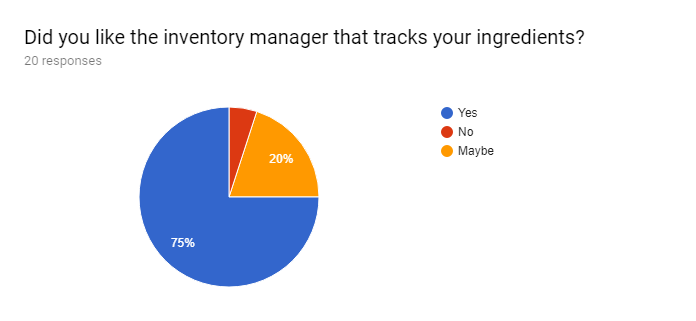 Did you like the inventory manager that tracks your ingredients?
20 responses
Yes
No
Maybe
20%
75%